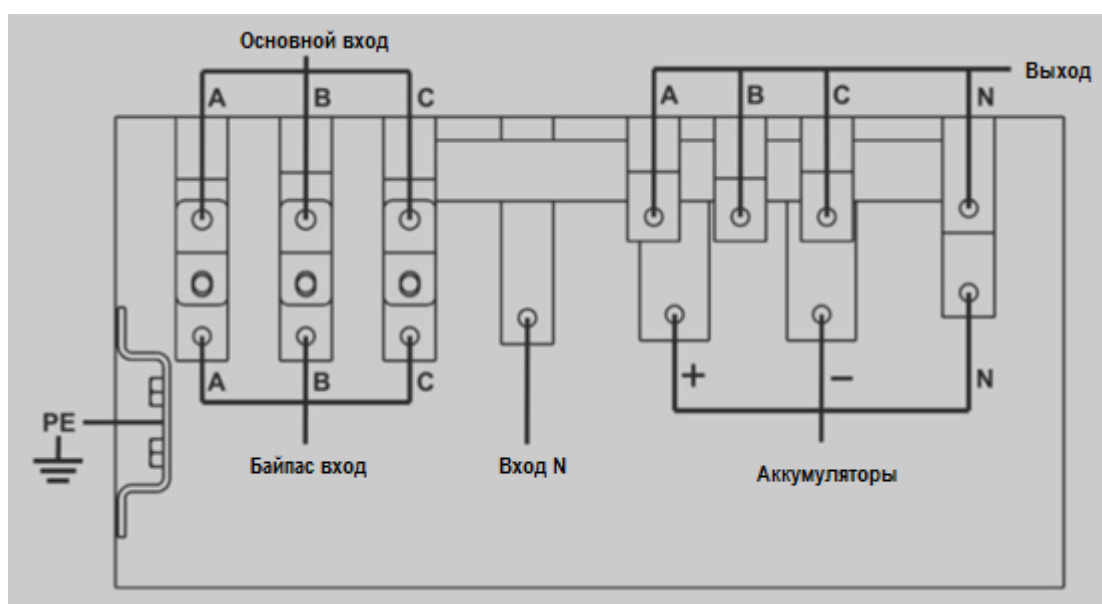 Основной вход
Выход
A B C A B C N
+ − N
A B C
PE
Байпас вход
Вход N
Аккумуляторы